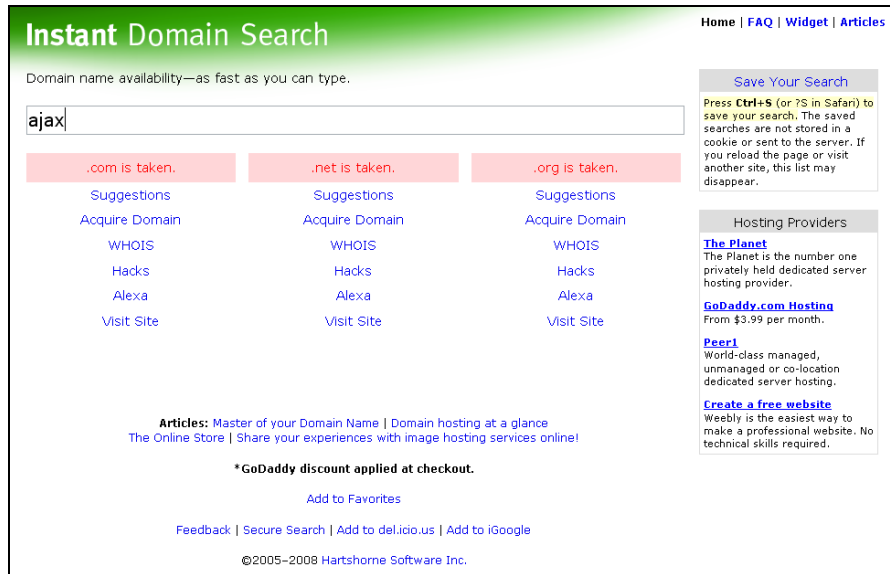 Instant Domain Search
Home | FAQ | Widget | Articles
Domain name availability—as fast as you can type.
ajax
.com is taken.
Suggestions
Acquire Domain
WHOIS
Hacks
Alexa
Visit Site
.net is taken.
Suggestions
Acquire Domain
WHOIS
Hacks
Alexa
Visit Site
.org is taken.
Suggestions
Acquire Domain
WHOIS
Hacks
Alexa
Visit Site
Articles: Master of your Domain Name | Domain hosting at a glance
The Online Store | Share your experiences with image hosting services online!
*GoDaddy discount applied at checkout.
Add to Favorites
Feedback | Secure Search | Add to del.icio.us | Add to iGoogle
©2005–2008 Hartshorne Software Inc.
Save Your Search
Press Ctrl+S (or ?S in Safari) to
save your search. The saved
searches are not stored in a
cookie or sent to the server. If
you reload the page or visit
another site, this list may
disappear.
Hosting Providers
The Planet
The Planet is the number one
privately held dedicated server
hosting provider.
GoDaddy.com Hosting
From $3.99 per month.
Peer1
World-class managed,
unmanaged or co-location
dedicated server hosting.
Create a free website
Weebly is the easiest way to
make a professional website. No
technical skills required.